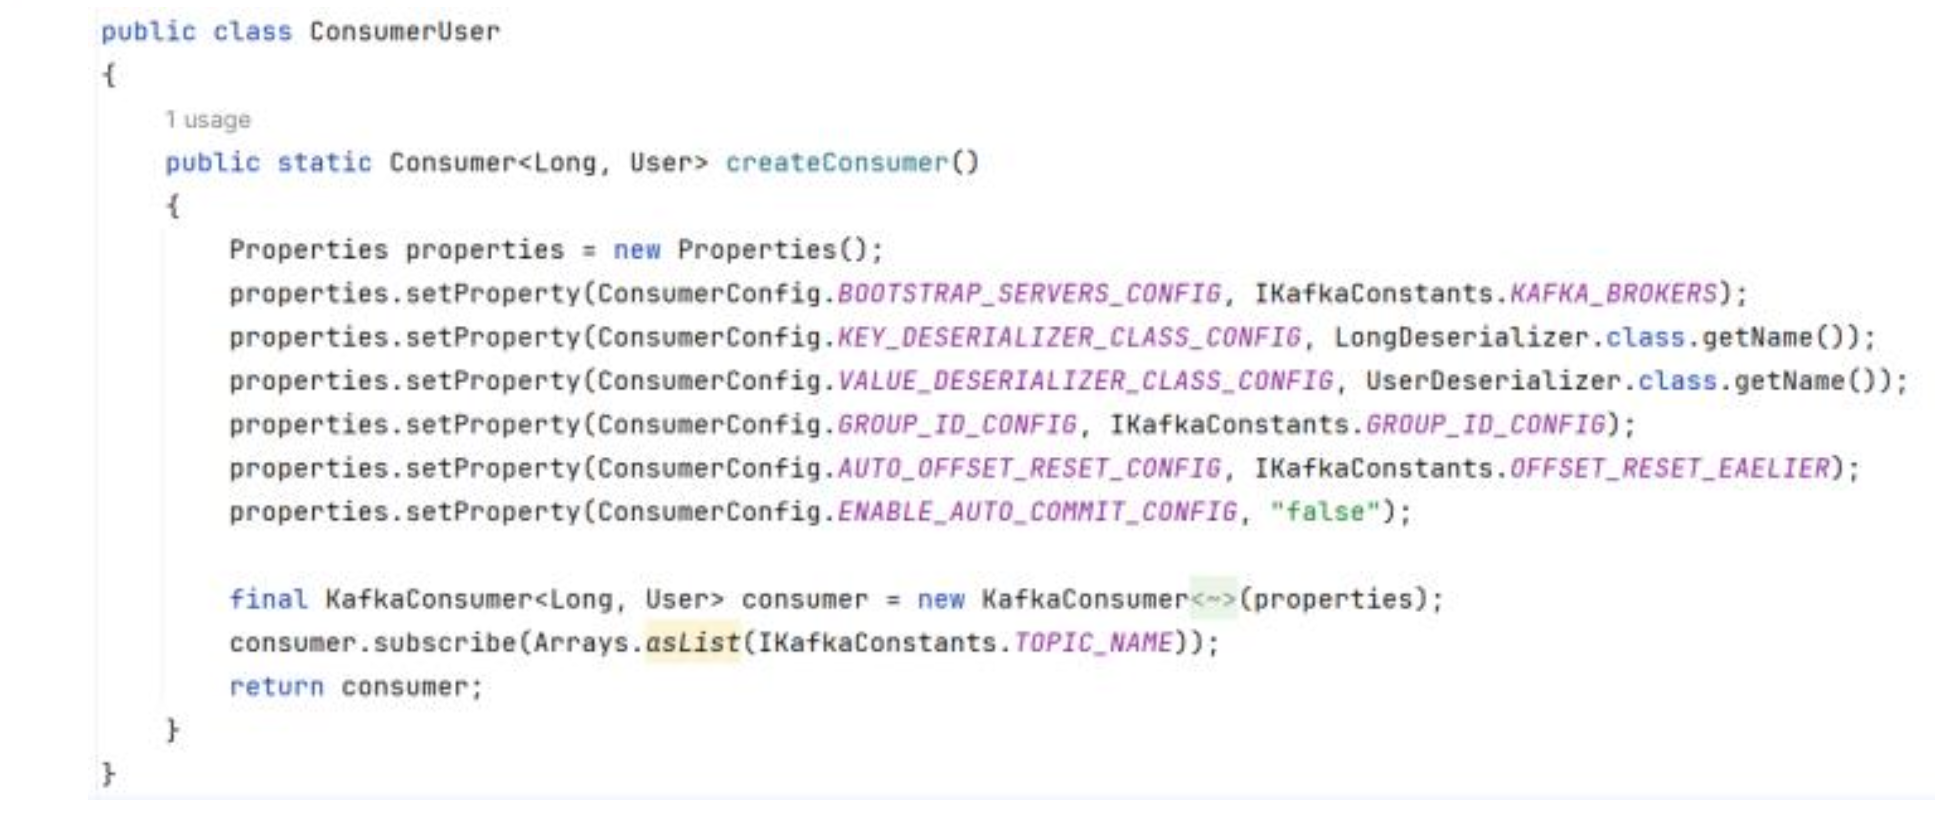 public class ConsumerUser
{
1 usage
public static Consumer<Long, User> createConsumer()
{
Properties properties = new Properties();
properties.setProperty(ConsumerConfig.BOOTSTRAP_SERVERS_CONFIG, IKafkaConstants.KAFKA_BROKERS);
properties.setProperty(ConsumerConfig.KEY_DESERIALIZER_CLASS_CONFIG, LongDeserializer.class.getName());
properties.setProperty(ConsumerConfig.VALUE_DESERIALIZER_CLASS_CONFIG, UserDeserializer.class.getName());
properties.setProperty(ConsumerConfig.GROUP_ID_CONFIG, IKafkaConstants.GROUP_ID_CONFIG);
properties.setProperty(ConsumerConfig.AUTO_OFFSET_RESET_CONFIG, IKafkaConstants.OFFSET_RESET_EAELIER);
properties.setProperty(ConsumerConfig.ENABLE_AUTO_COMMIT_CONFIG, "false");
final KafkaConsumer<Long, User> consumer = new KafkaConsumer<~>(properties);
consumer.subscribe(Arrays.asList(IKafkaConstants.TOPIC_NAME));
return consumer;
}
}